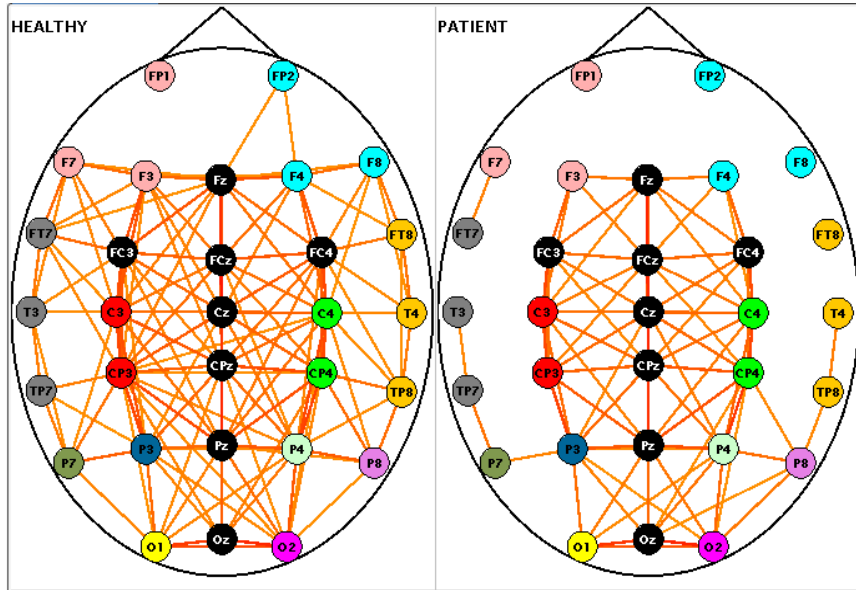 HEALTHY
FP1 FP2
F7 F3 Fz F4 F8
FT7 FC3 FCz FC4 FT8
T3 C3 Cz C4 T4
TP7 CP3 CPz CP4 TP8
P7 P3 Pz P4 P8
O1 Oz O2
PATIENT
FP1 FP2
F7 F3 Fz F4 F8
FT7 FC3 FCz FC4 FT8
T3 C3 Cz C4 T4
TP7 CP3 CPz CP4 TP8
P7 P3 Pz P4 P8
O1 Oz O2